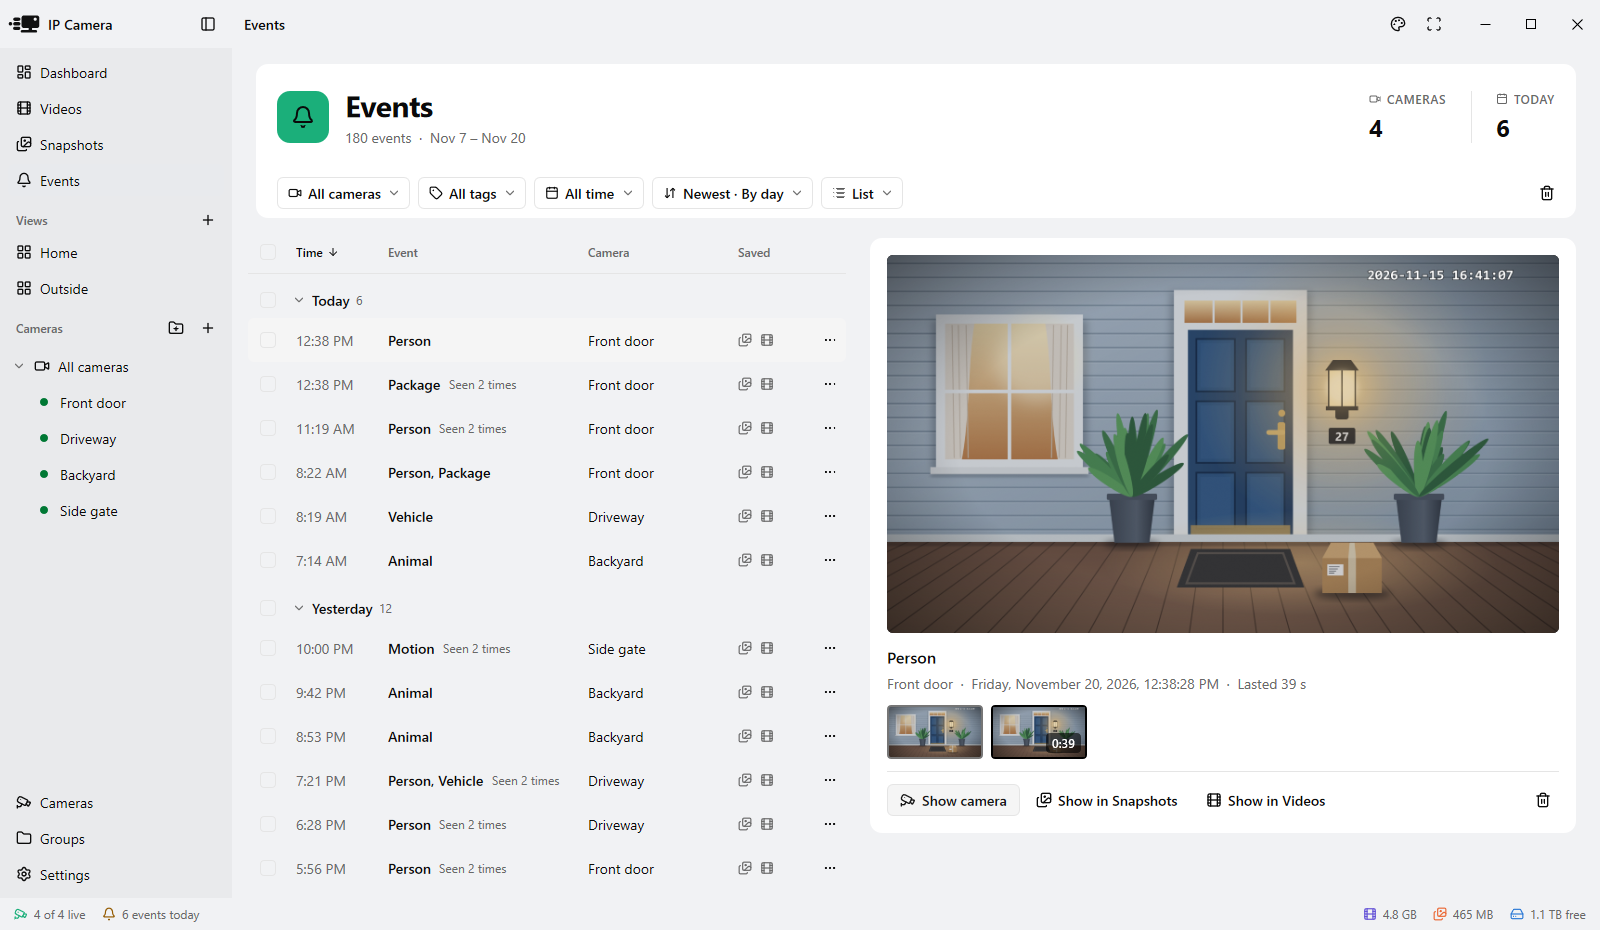 IP Camera
Events
Dashboard
Videos
Snapshots
Events
Views
Home
Outside
Cameras
All cameras
Front door
Driveway
Backyard
Side gate
Cameras
Groups
Settings
Events
180 events · Nov 7 – Nov 20
CAMERAS
4
TODAY
6
All cameras
All tags
All time
Newest · By day
List
Time Event Camera Saved
Today 6
12:38 PM Person Front door
12:38 PM Package Seen 2 times Front door
11:19 AM Person Seen 2 times Front door
8:22 AM Person, Package Front door
8:19 AM Vehicle Driveway
7:14 AM Animal Backyard
Yesterday 12
10:00 PM Motion Seen 2 times Side gate
9:42 PM Animal Backyard
8:53 PM Animal Backyard
7:21 PM Person, Vehicle Seen 2 times Driveway
6:28 PM Person Seen 2 times Driveway
5:56 PM Person Seen 2 times Front door
2026-11-15 16:41:07
27
Person
Front door · Friday, November 20, 2026, 12:38:28 PM · Lasted 39 s
0:39
Show camera
Show in Snapshots
Show in Videos
4 of 4 live
6 events today
4.8 GB
465 MB
1.1 TB free